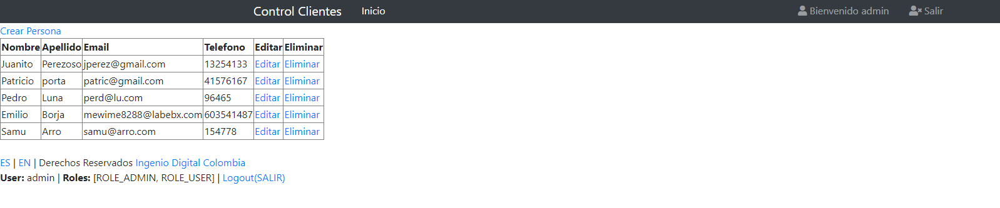 Control Clientes Inicio Bienvenido admin Salir
Crear Persona
Nombre Apellido Email Telefono Editar Eliminar
Juanito Perezoso jperez@gmail.com 13254133 Editar Eliminar
Patricio porta patric@gmail.com 41576167 Editar Eliminar
Pedro Luna perd@lu.com 96465 Editar Eliminar
Emilio Borja mewime8288@labebx.com 603541487 Editar Eliminar
Samu Arro samu@arro.com 154778 Editar Eliminar
ES | EN | Derechos Reservados Ingenio Digital Colombia
User: admin | Roles: [ROLE_ADMIN, ROLE_USER] | Logout(SALIR)